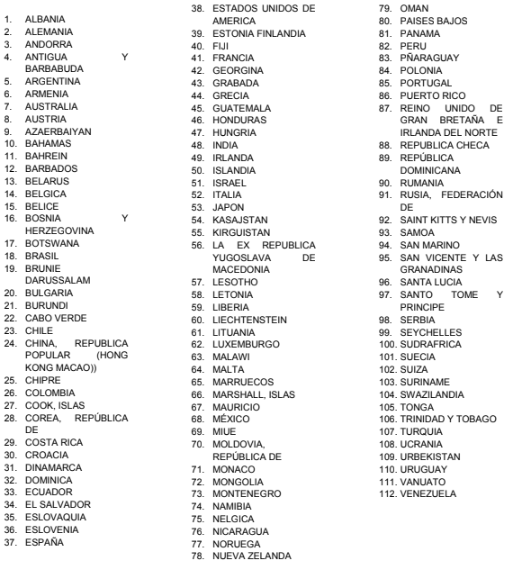 1. ALBANIA
2. ALEMANIA
3. ANDORRA
4. ANTIGUA Y
BARBABUDA
5. ARGENTINA
6. ARMENIA
7. AUSTRALIA
8. AUSTRIA
9. AZAERBAIYAN
10. BAHAMAS
11. BAHREIN
12. BARBADOS
13. BELARUS
14. BELGICA
15. BELICE
16. BOSNIA Y
HERZEGOVINA
17. BOTSWANA
18. BRASIL
19. BRUNIE
DARUSSALAM
20. BULGARIA
21. BURUNDI
22. CABO VERDE
23. CHILE
24. CHINA, REPUBLICA
POPULAR (HONG
KONG MACAO))
25. CHIPRE
26. COLOMBIA
27. COOK, ISLAS
28. COREA, REPÚBLICA
DE
29. COSTA RICA
30. CROACIA
31. DINAMARCA
32. DOMINICA
33. ECUADOR
34. EL SALVADOR
35. ESLOVAQUIA
36. ESLOVENIA
37. ESPAÑA
38. ESTADOS UNIDOS DE
AMERICA
39. ESTONIA FINLANDIA
40. FIJI
41. FRANCIA
42. GEORGINA
43. GRABADA
44. GRECIA
45. GUATEMALA
46. HONDURAS
47. HUNGRIA
48. INDIA
49. IRLANDA
50. ISLANDIA
51. ISRAEL
52. ITALIA
53. JAPON
54. KASAJSTAN
55. KIRGUISTAN
56. LA EX REPUBLICA
YUGOSLAVA DE
MACEDONIA
57. LESOTHO
58. LETONIA
59. LIBERIA
60. LIECHTENSTEIN
61. LITUANIA
62. LUXEMBURGO
63. MALAWI
64. MALTA
65. MARRUECOS
66. MARSHALL, ISLAS
67. MAURICIO
68. MÉXICO
69. MIUE
70. MOLDOVIA,
REPÚBLICA DE
71. MONACO
72. MONGOLIA
73. MONTENEGRO
74. NAMIBIA
75. NELGICA
76. NICARAGUA
77. NORUEGA
78. NUEVA ZELANDA
79. OMAN
80. PAISES BAJOS
81. PANAMA
82. PERU
83. PÑARAGUAY
84. POLONIA
85. PORTUGAL
86. PUERTO RICO
87. REINO UNIDO DE
GRAN BRETAÑA E
IRLANDA DEL NORTE
88. REPUBLICA CHECA
89. REPÚBLICA
DOMINICANA
90. RUMANIA
91. RUSIA, FEDERACIÓN
DE
92. SAINT KITTS Y NEVIS
93. SAMOA
94. SAN MARINO
95. SAN VICENTE Y LAS
GRANADINAS
96. SANTA LUCIA
97. SANTO TOME Y
PRINCIPE
98. SERBIA
99. SEYCHELLES
100. SUDRAFRICA
101. SUECIA
102. SUIZA
103. SURINAME
104. SWAZILANDIA
105. TONGA
106. TRINIDAD Y TOBAGO
107. TURQUIA
108. UCRANIA
109. URBEKISTAN
110. URUGUAY
111. VANUATO
112. VENEZUELA